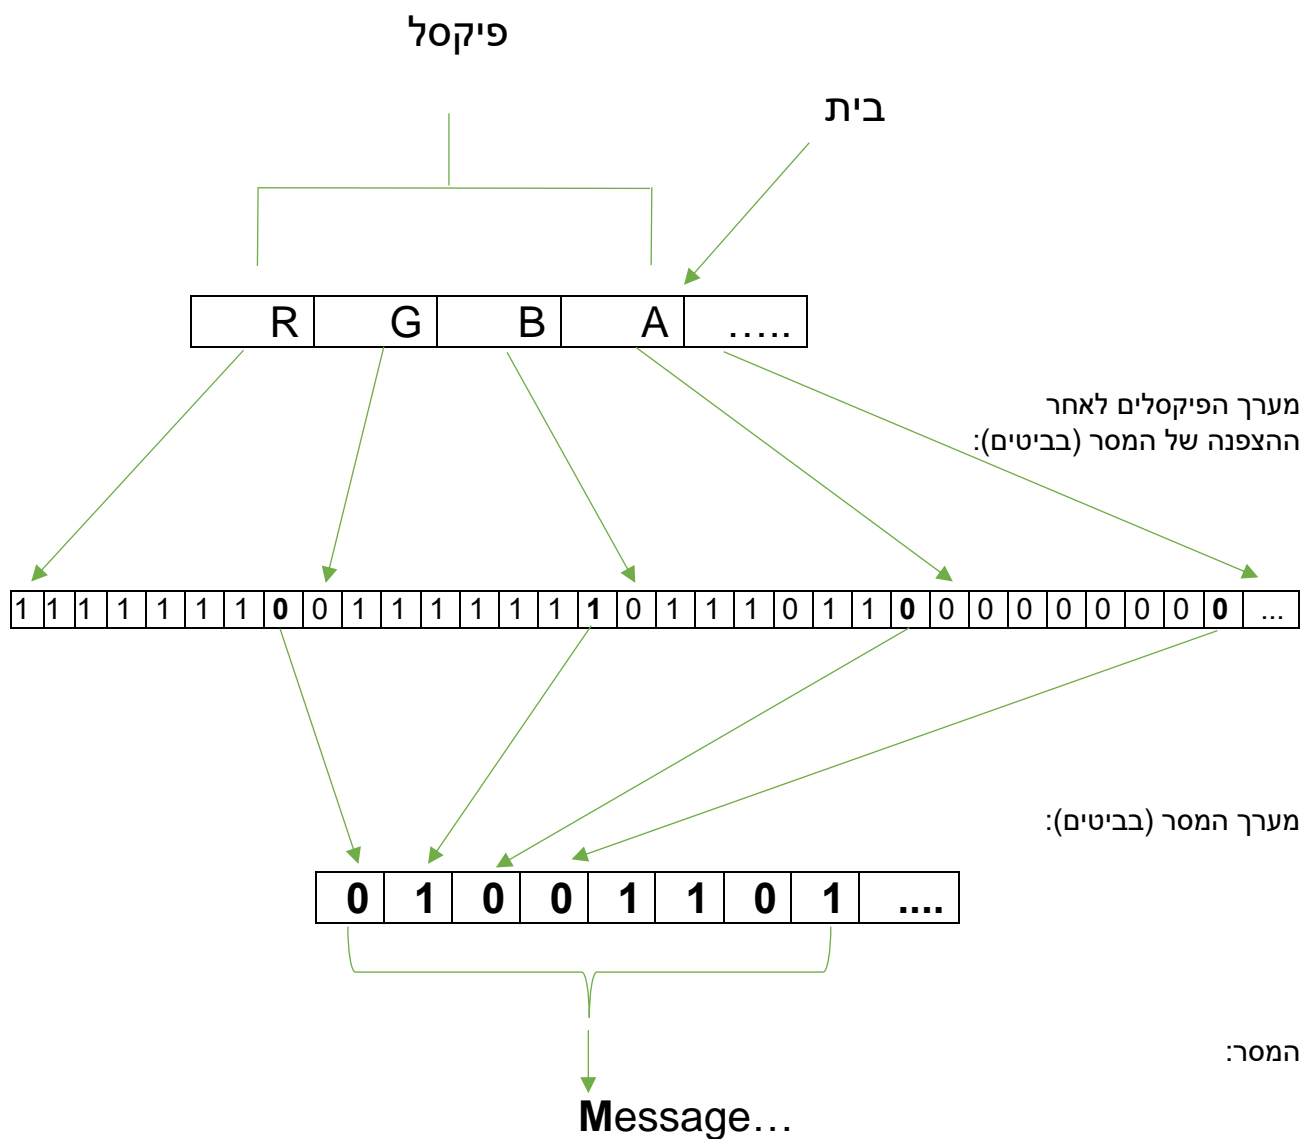 פיקסל
בית
R G B A …..
מערך הפיקסלים לאחר
ההצפנה של המסר (בביטים):
1 1 1 1 1 1 1 0 0 1 1 1 1 1 1 1 0 1 1 1 0 1 1 0 0 0 0 0 0 0 0 0 ...
מערך המסר (בביטים):
0 1 0 0 1 1 0 1 ....
המסר:
Message…